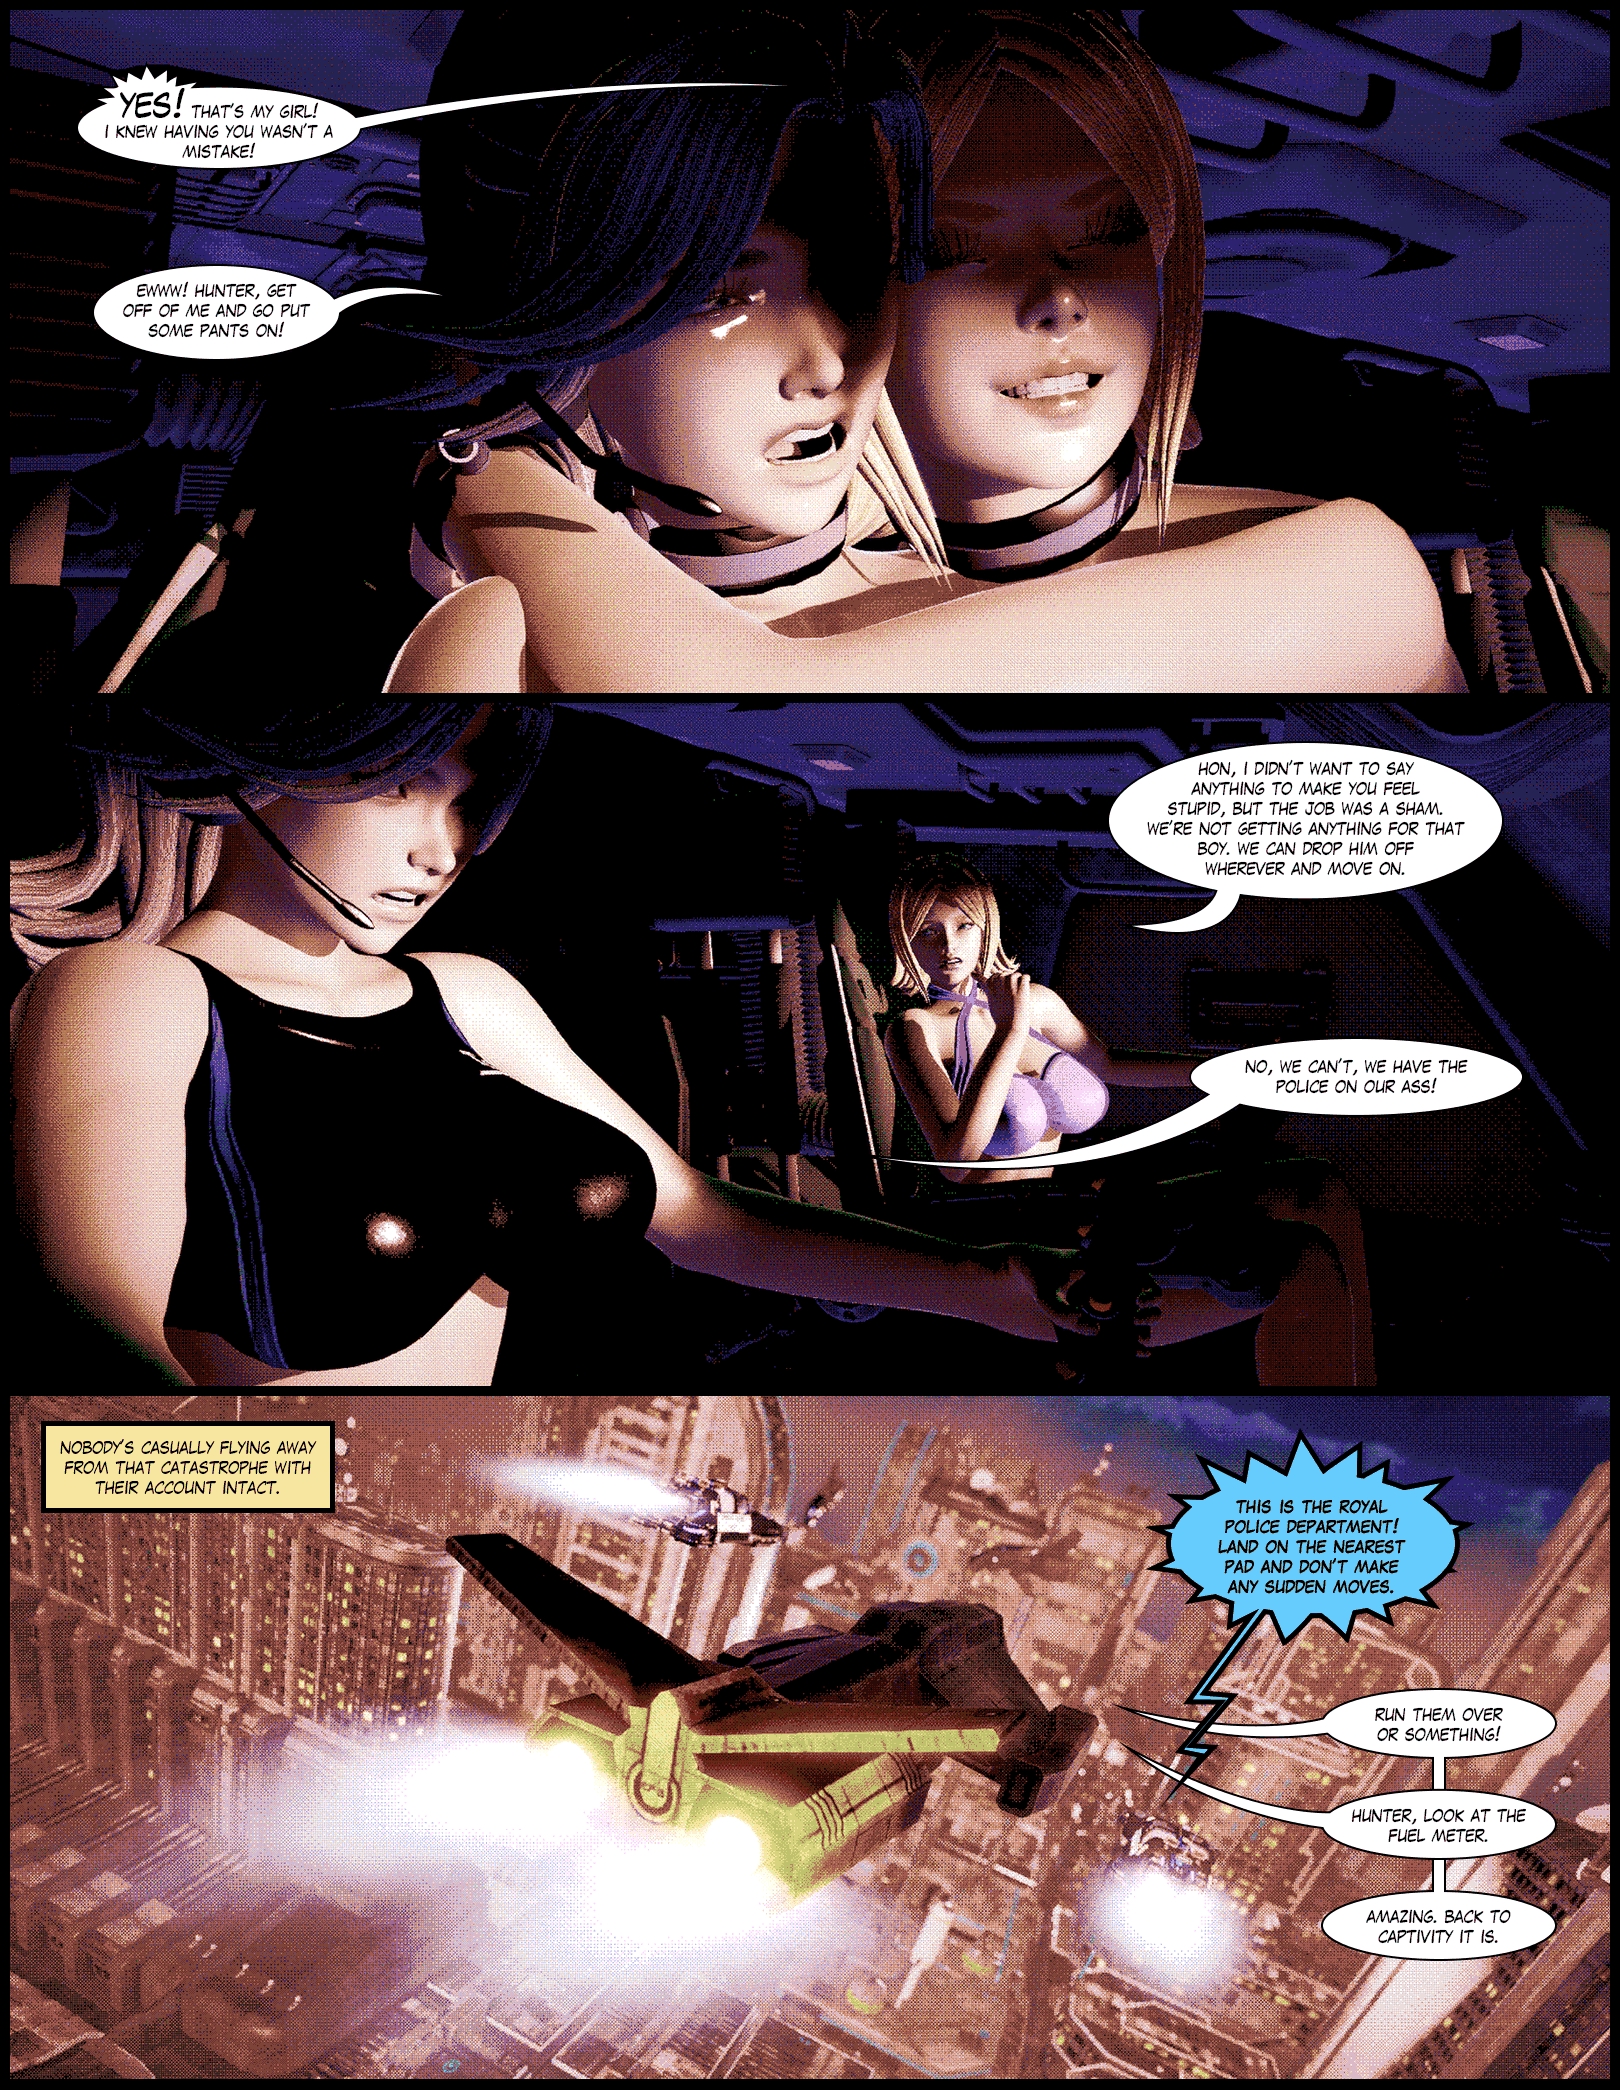 YES! THAT'S MY GIRL!
I KNEW HAVING YOU WASN'T A
MISTAKE!
EWWW! HUNTER, GET
OFF OF ME AND GO PUT
SOME PANTS ON!
HON, I DIDN'T WANT TO SAY
ANYTHING TO MAKE YOU FEEL
STUPID, BUT THE JOB WAS A SHAM.
WE'RE NOT GETTING ANYTHING FOR THAT
BOY. WE CAN DROP HIM OFF
WHEREVER AND MOVE ON.
NO, WE CAN'T, WE HAVE THE
POLICE ON OUR ASS!
NOBODY'S CASUALLY FLYING AWAY
FROM THAT CATASTROPHE WITH
THEIR ACCOUNT INTACT.
THIS IS THE ROYAL
POLICE DEPARTMENT!
LAND ON THE NEAREST
PAD AND DON'T MAKE
ANY SUDDEN MOVES.
RUN THEM OVER
OR SOMETHING!
HUNTER, LOOK AT THE
FUEL METER.
AMAZING. BACK TO
CAPTIVITY IT IS.